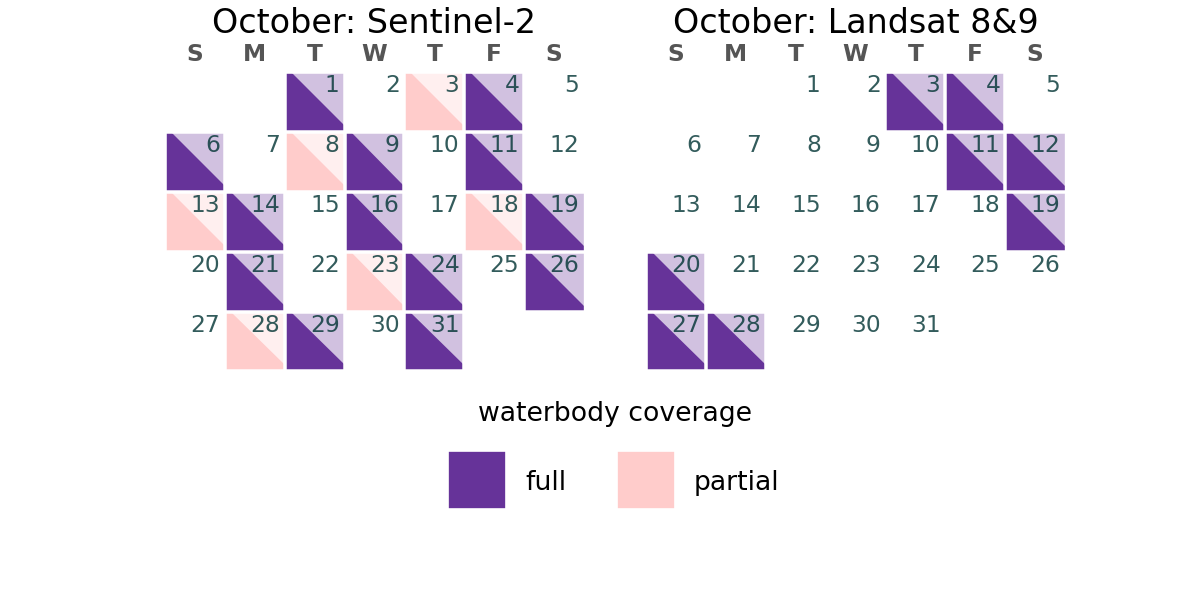 October: Sentinel-2
S M T W T F S
1 2 3 4 5
6 7 8 9 10 11 12
13 14 15 16 17 18 19
20 21 22 23 24 25 26
27 28 29 30 31
October: Landsat 8&9
S M T W T F S
1 2 3 4 5
6 7 8 9 10 11 12
13 14 15 16 17 18 19
20 21 22 23 24 25 26
27 28 29 30 31
waterbody coverage
full partial